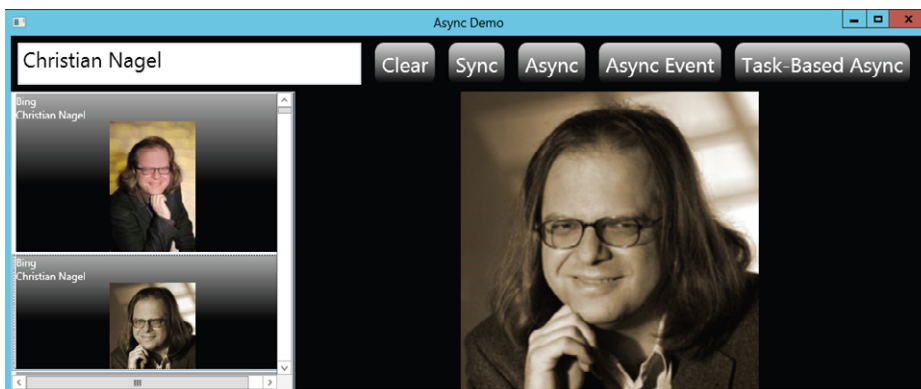 Async Demo
Christian Nagel
Clear
Sync
Async
Async Event
Task-Based Async
Bing
Christian Nagel
Bing
Christian Nagel